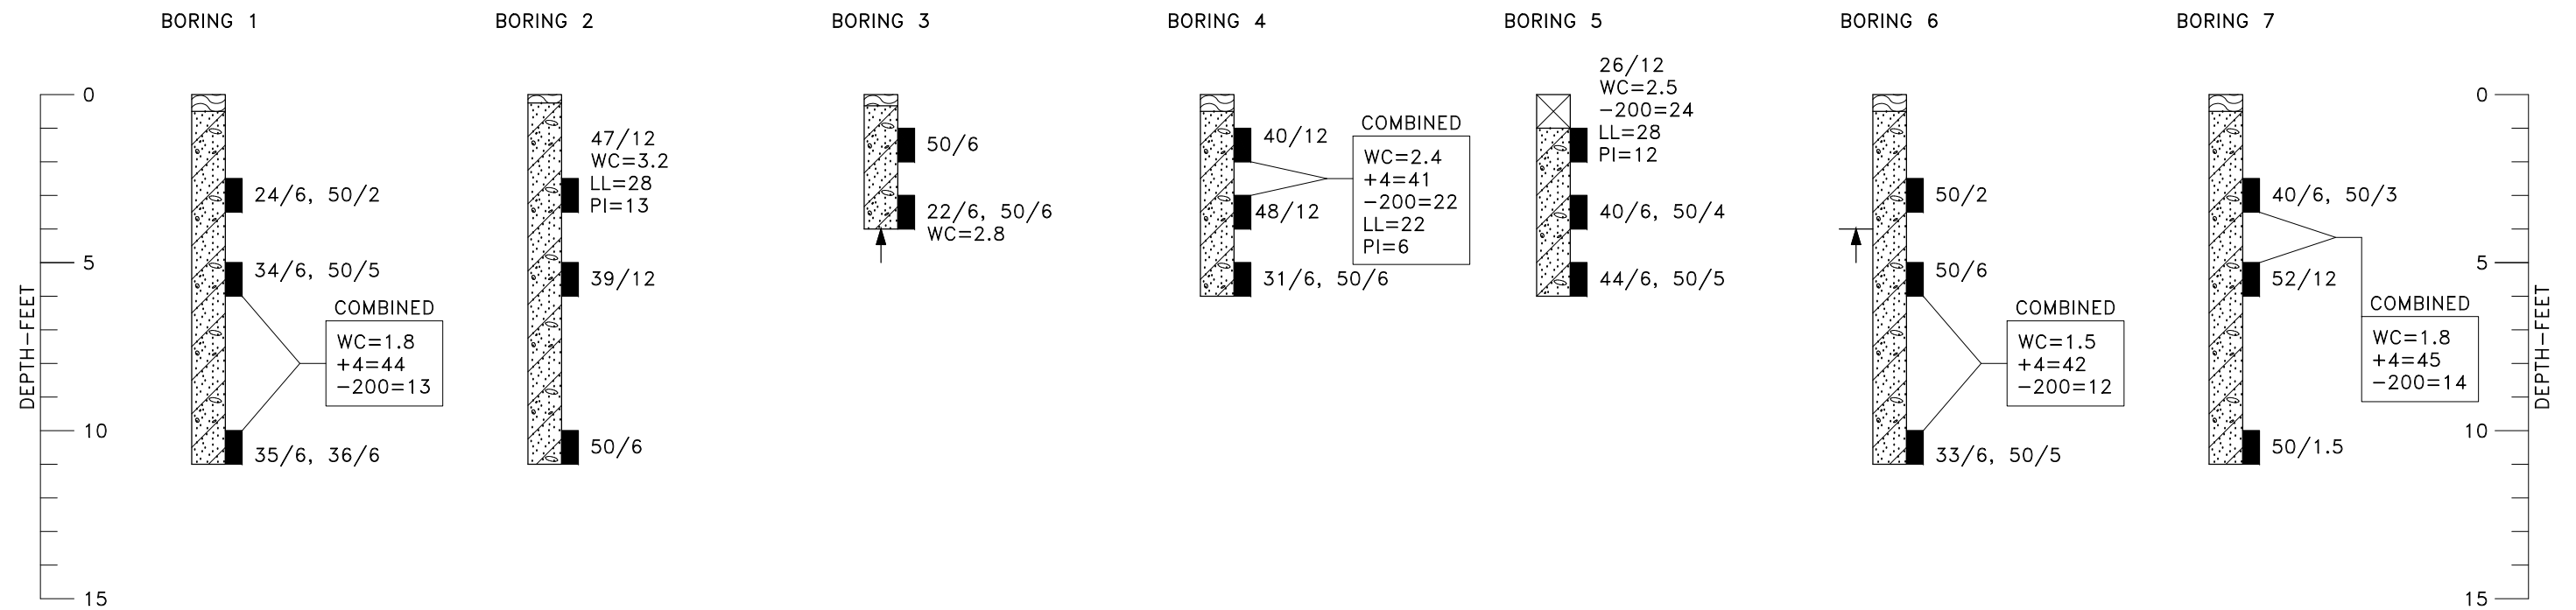 BORING 1
BORING 2
BORING 3
BORING 4
BORING 5
BORING 6
BORING 7
0
5
10
15
DEPTH-FEET
24/6, 50/2
34/6, 50/5
COMBINED
WC=1.8
+4=44
-200=13
35/6, 36/6
47/12
WC=3.2
LL=28
PI=13
39/12
50/6
50/6
22/6, 50/6
WC=2.8
40/12
48/12
COMBINED
WC=2.4
+4=41
-200=22
LL=22
PI=6
31/6, 50/6
26/12
WC=2.5
-200=24
LL=28
PI=12
40/6, 50/4
44/6, 50/5
50/2
50/6
COMBINED
WC=1.5
+4=42
-200=12
33/6, 50/5
40/6, 50/3
52/12
COMBINED
WC=1.8
+4=45
-200=14
50/1.5
0
5
10
15
DEPTH-FEET